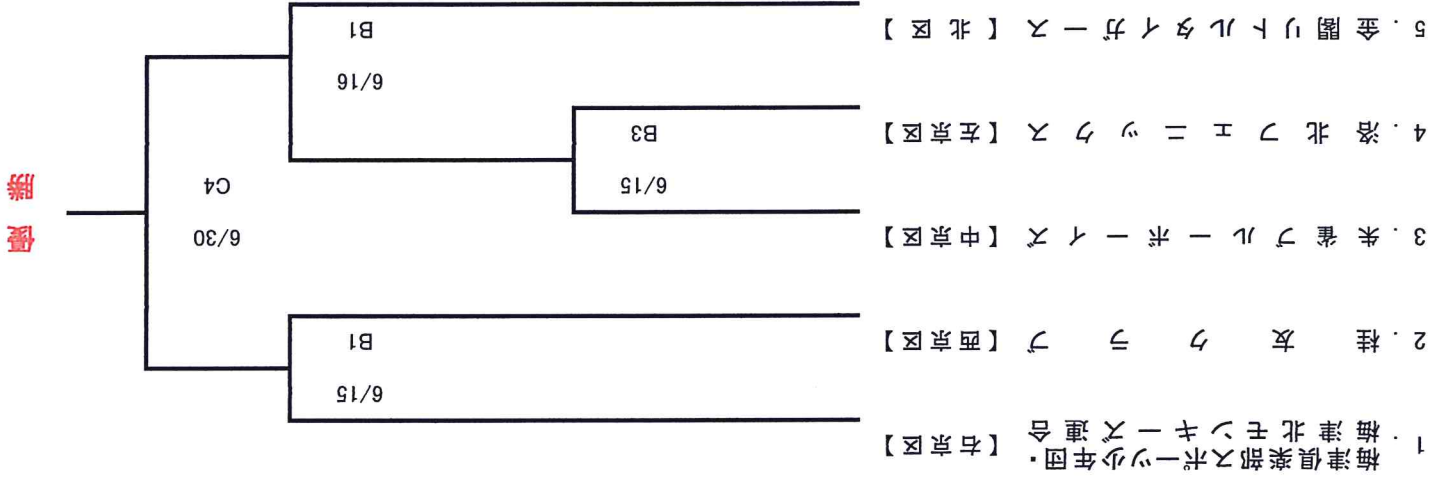 1.梅津倶楽部スポーツ少年団・
梅津北モンキーズ連合【右京区】
6/15
B1
2.桂友クラブ【西京区】
6/30
C4
優勝
3.朱雀ブルーボーイズ【中京区】
6/15
B3
4.洛北フェニックス【左京区】
6/16
B1
5.金閣リトルタイガース【北区】